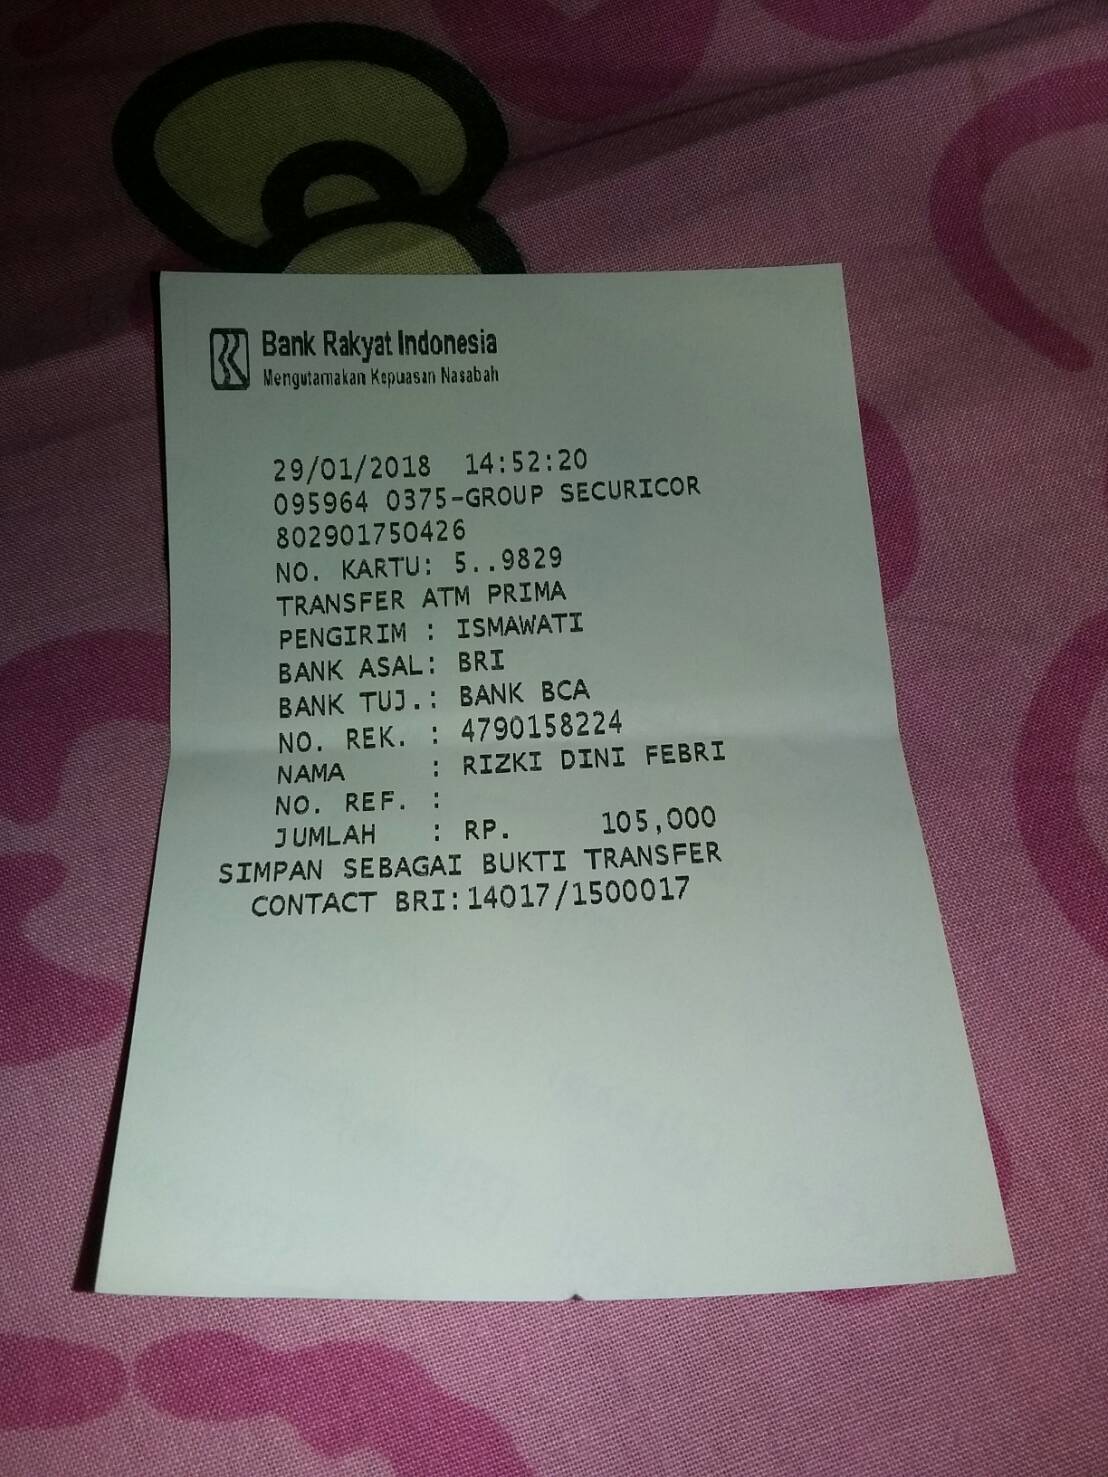 Bank Rakyat Indonesia
Mengutamakan Kepuasan Nasabah
29/01/2018 14:52:20
095964 0375-GROUP SECURICOR
802901750426
NO. KARTU: 5..9829
TRANSFER ATM PRIMA
PENGIRIM : ISMAWATI
BANK ASAL: BRI
BANK TUJ.: BANK BCA
NO. REK. : 4790158224
NAMA : RIZKI DINI FEBRI
NO. REF. :
JUMLAH : RP. 105,000
SIMPAN SEBAGAI BUKTI TRANSFER
CONTACT BRI:14017/1500017